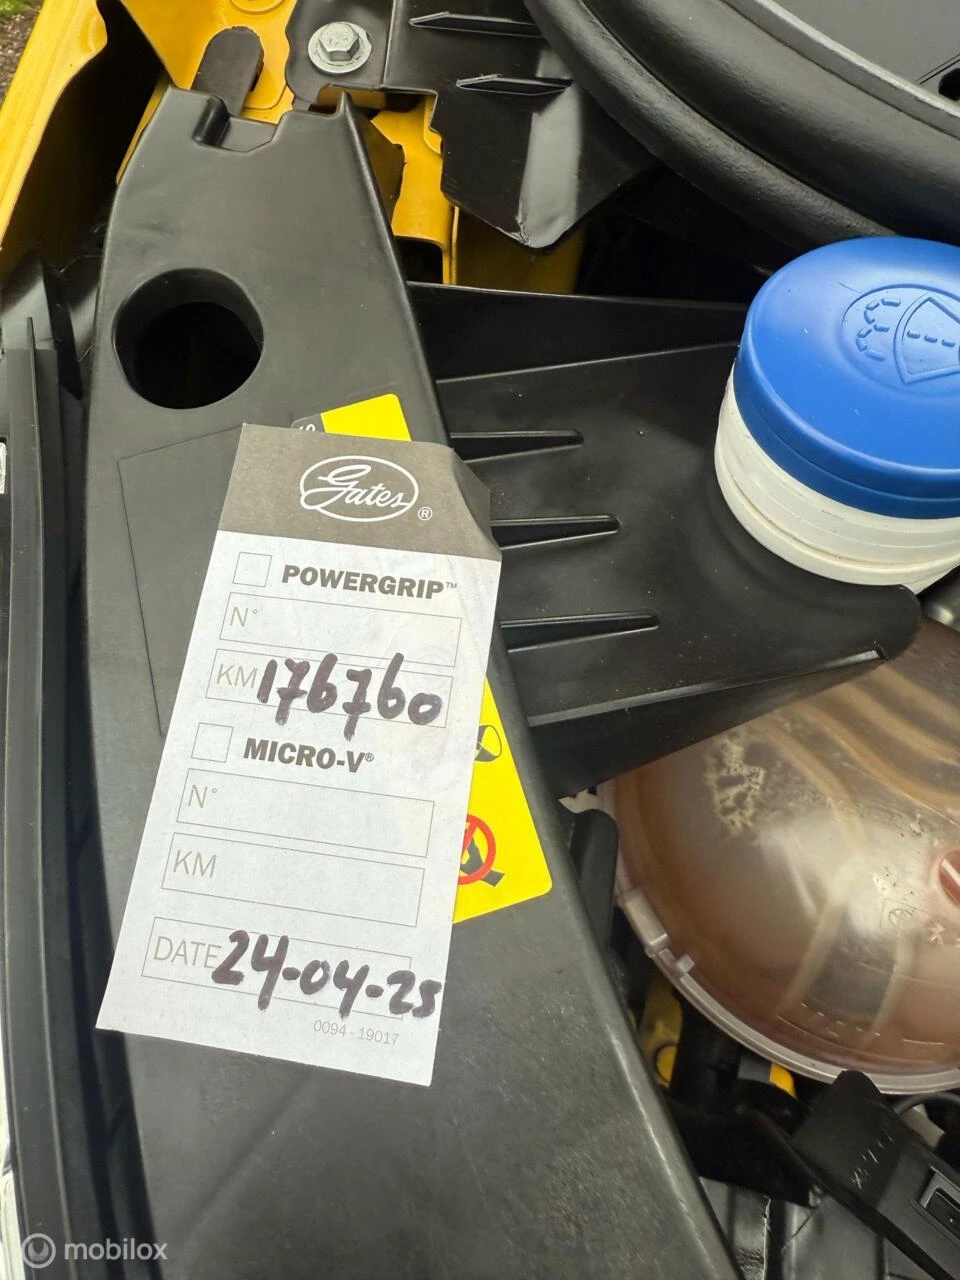 Gates®
POWERGRIP™
N°
KM 176760
MICRO-V®
N°
KM
DATE 24-04-25
0094 - 19017
mobilox